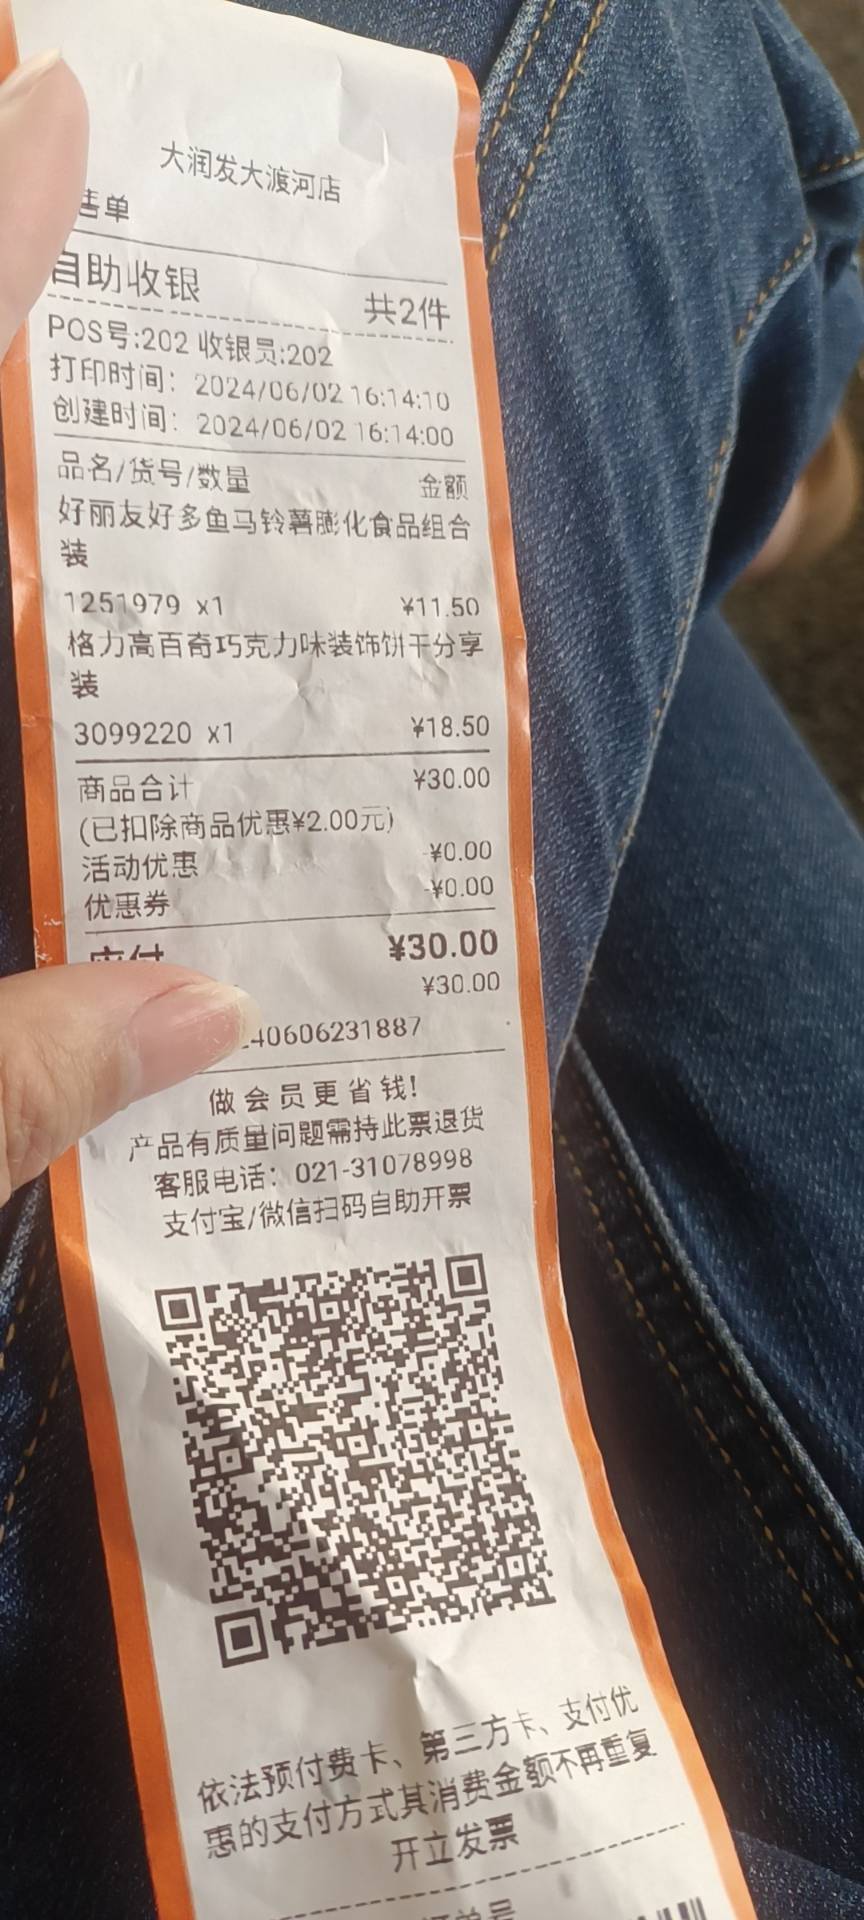 大润发大渡河店
售单
自助收银
共2件
POS号:202 收银员:202
打印时间：2024/06/02 16:14:10
创建时间：2024/06/02 16:14:00
品名/货号/数量 金额
好丽友好多鱼马铃薯膨化食品组合
装
1251979 x1 ¥11.50
格力高百奇巧克力味装饰饼干分享
装
3099220 x1 ¥18.50
商品合计 ¥30.00
(已扣除商品优惠¥2.00元)
活动优惠 -¥0.00
优惠券 -¥0.00
应付 ¥30.00
¥30.00
40606231887
做会员更省钱!
产品有质量问题需持此票退货
客服电话：021-31078998
支付宝/微信扫码自助开票
依法预付费卡、第三方卡、支付优
惠的支付方式其消费金额不再重复
开立发票